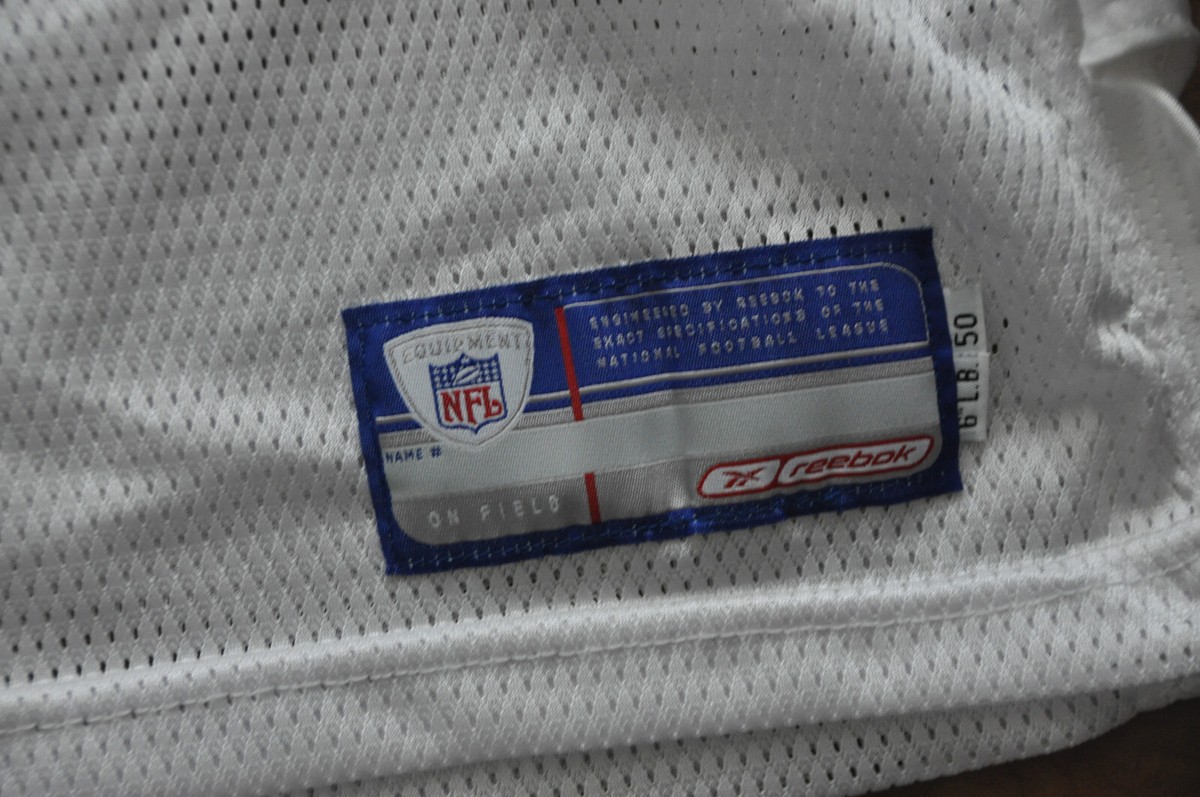 EQUIPMENT
NFL
ENGINEERED BY REEBOK TO THE
EXACT SPECIFICATIONS OF THE
NATIONAL FOOTBALL LEAGUE
NAME #
ON FIELD
reebok
6" L.B. 50